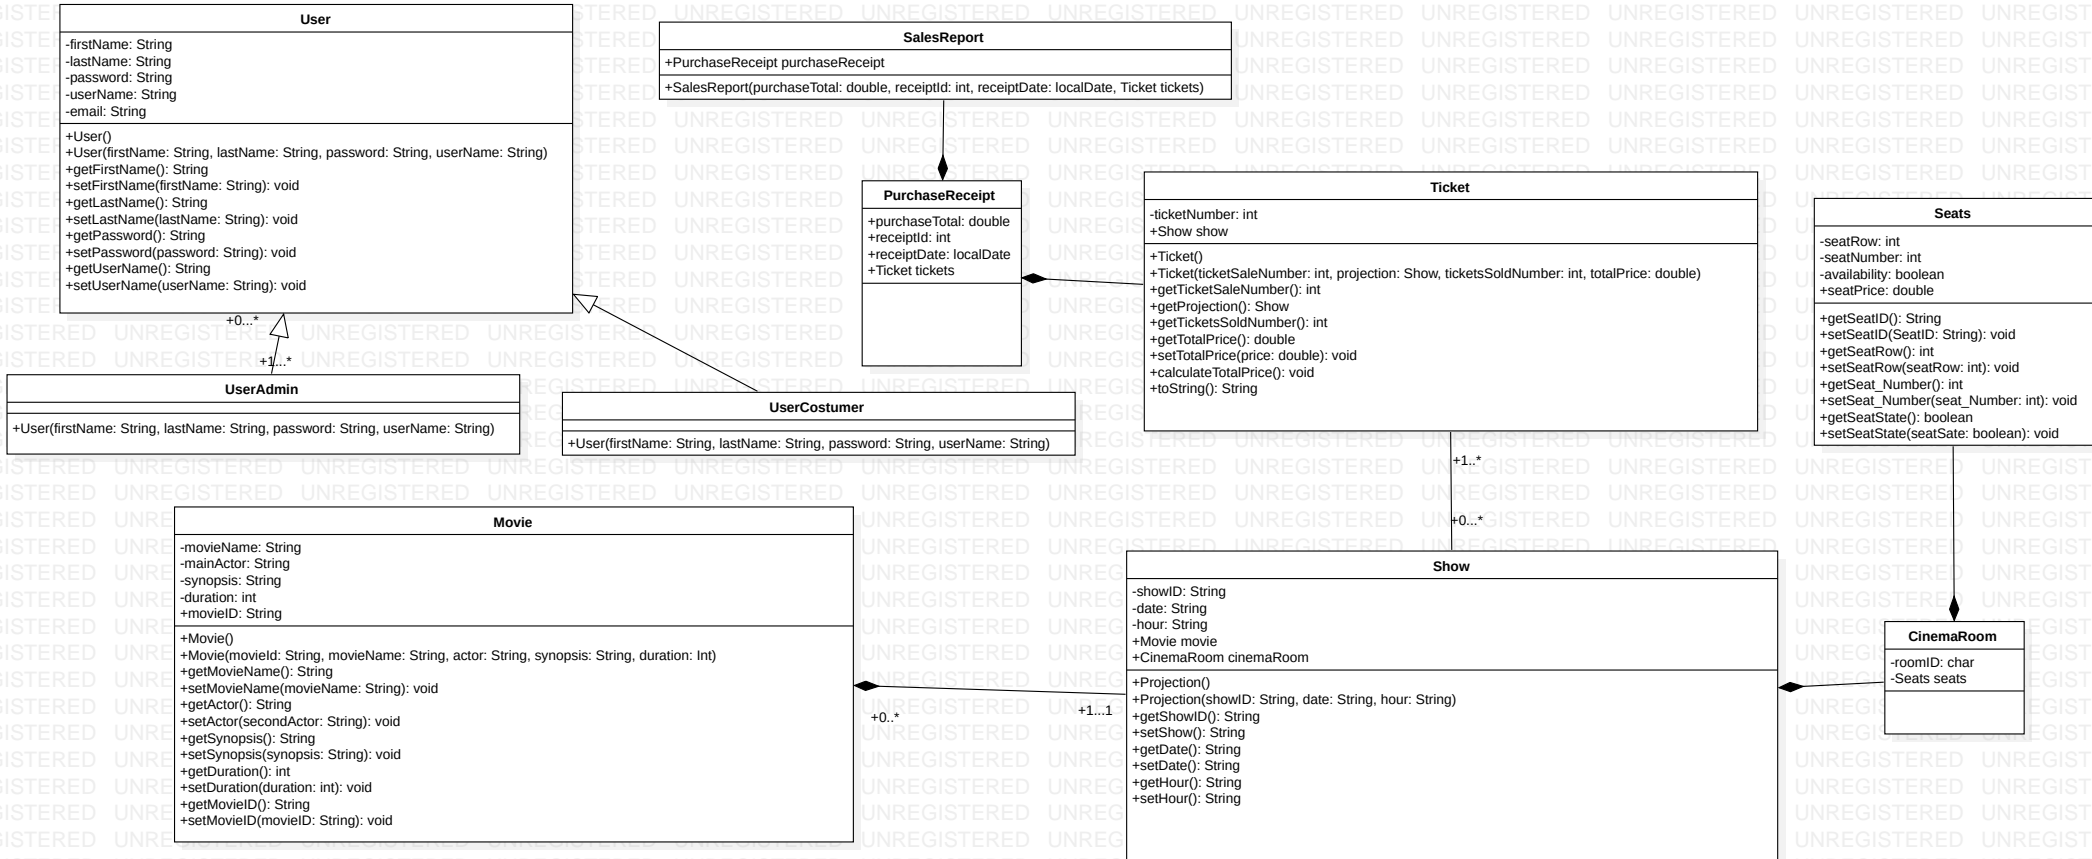 User
-firstName: String
-lastName: String
-password: String
-userName: String
-email: String
+User()
+User(firstName: String, lastName: String, password: String, userName: String)
+getFirstName(): String
+setFirstName(firstName: String): void
+getLastName(): String
+setLastName(lastName: String): void
+getPassword(): String
+setPassword(password: String): void
+getUserName(): String
+setUserName(userName: String): void
+0...*
+1...*
UserAdmin
+User(firstName: String, lastName: String, password: String, userName: String)
UserCostumer
+User(firstName: String, lastName: String, password: String, userName: String)
SalesReport
+PurchaseReceipt purchaseReceipt
+SalesReport(purchaseTotal: double, receiptId: int, receiptDate: localDate, Ticket tickets)
PurchaseReceipt
+purchaseTotal: double
+receiptId: int
+receiptDate: localDate
+Ticket tickets
Ticket
-ticketNumber: int
+Show show
+Ticket()
+Ticket(ticketSaleNumber: int, projection: Show, ticketsSoldNumber: int, totalPrice: double)
+getTicketSaleNumber(): int
+getProjection(): Show
+getTicketsSoldNumber(): int
+getTotalPrice(): double
+setTotalPrice(price: double): void
+calculateTotalPrice(): void
+toString(): String
+1..*
+0...*
Seats
-seatRow: int
-seatNumber: int
-availability: boolean
+seatPrice: double
+getSeatID(): String
+setSeatID(SeatID: String): void
+getSeatRow(): int
+setSeatRow(seatRow: int): void
+getSeat_Number(): int
+setSeat_Number(seat_Number: int): void
+getSeatState(): boolean
+setSeatState(seatSate: boolean): void
Movie
-movieName: String
-mainActor: String
-synopsis: String
-duration: int
+movieID: String
+Movie()
+Movie(movieId: String, movieName: String, actor: String, synopsis: String, duration: Int)
+getMovieName(): String
+setMovieName(movieName: String): void
+getActor(): String
+setActor(secondActor: String): void
+getSynopsis(): String
+setSynopsis(synopsis: String): void
+getDuration(): int
+setDuration(duration: int): void
+getMovieID(): String
+setMovieID(movieID: String): void
+0..*
+1...1
Show
-showID: String
-date: String
-hour: String
+Movie movie
+CinemaRoom cinemaRoom
+Projection()
+Projection(showID: String, date: String, hour: String)
+getShowID(): String
+setShow(): String
+getDate(): String
+setDate(): String
+getHour(): String
+setHour(): String
CinemaRoom
-roomID: char
-Seats seats
UNREGISTERED